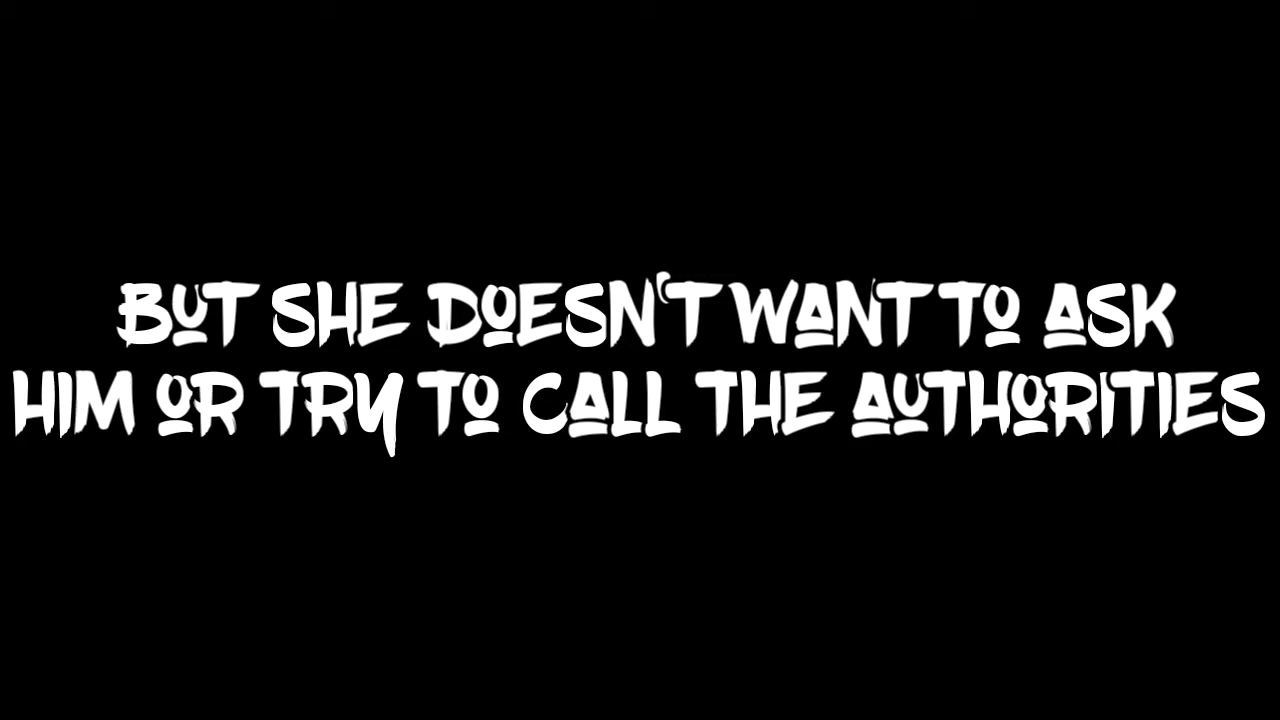 BUT SHE DOESN'T WANT TO ASK
HIM OR TRY TO CALL THE AUTHORITIES